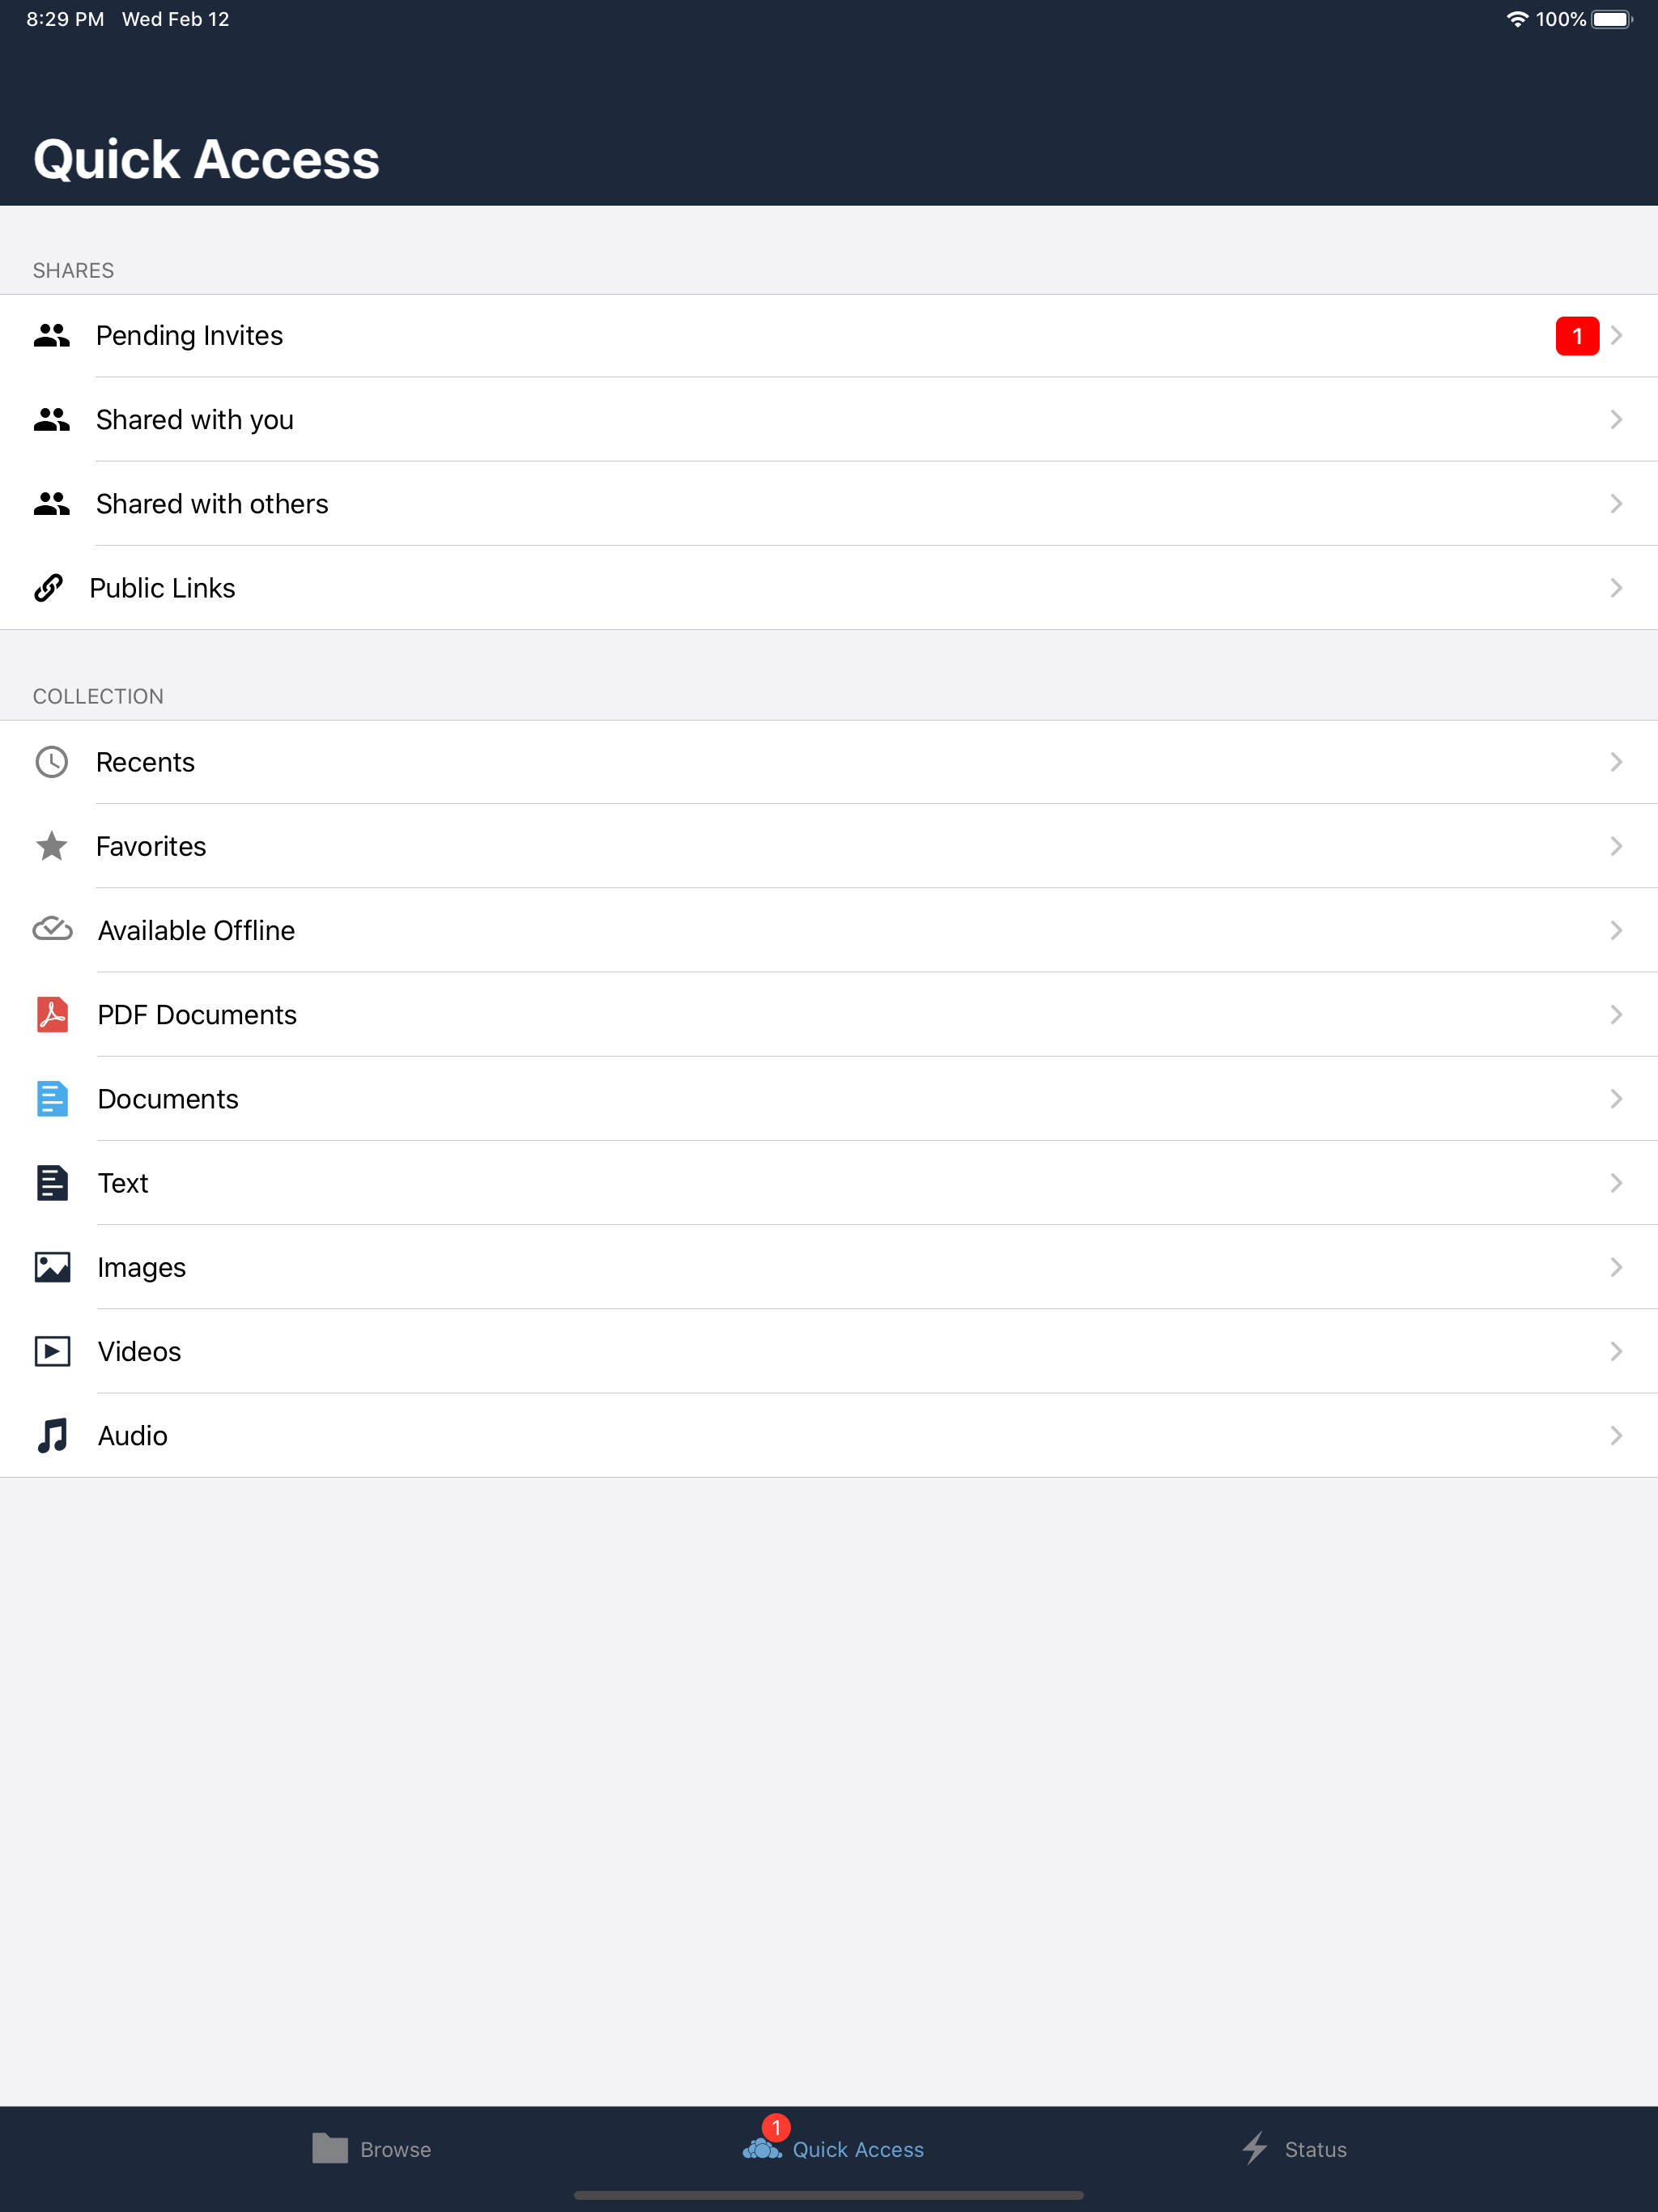 8:29 PM Wed Feb 12 100%
Quick Access
SHARES
Pending Invites 1
Shared with you
Shared with others
Public Links
COLLECTION
Recents
Favorites
Available Offline
PDF Documents
Documents
Text
Images
Videos
Audio
1
Browse Quick Access Status